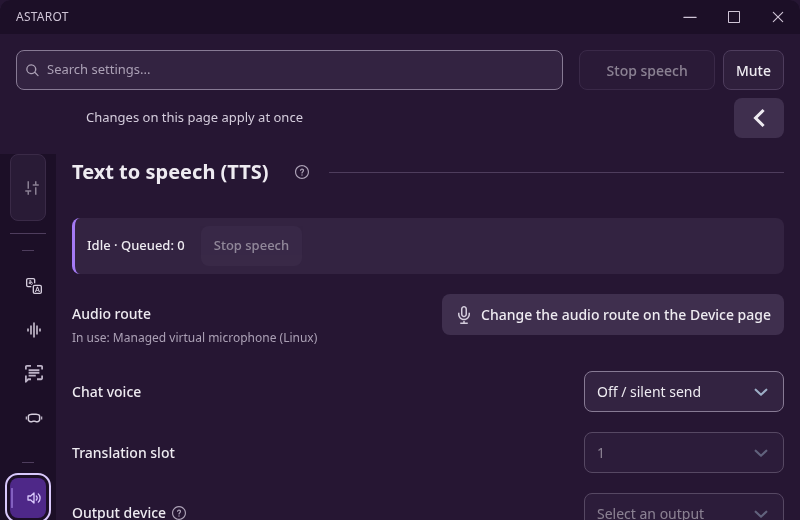 ASTAROT
Search settings...
Stop speech
Mute
Changes on this page apply at once
Text to speech (TTS)
Idle · Queued: 0
Stop speech
Audio route
In use: Managed virtual microphone (Linux)
Change the audio route on the Device page
Chat voice
Off / silent send
Translation slot
1
Output device
Select an output